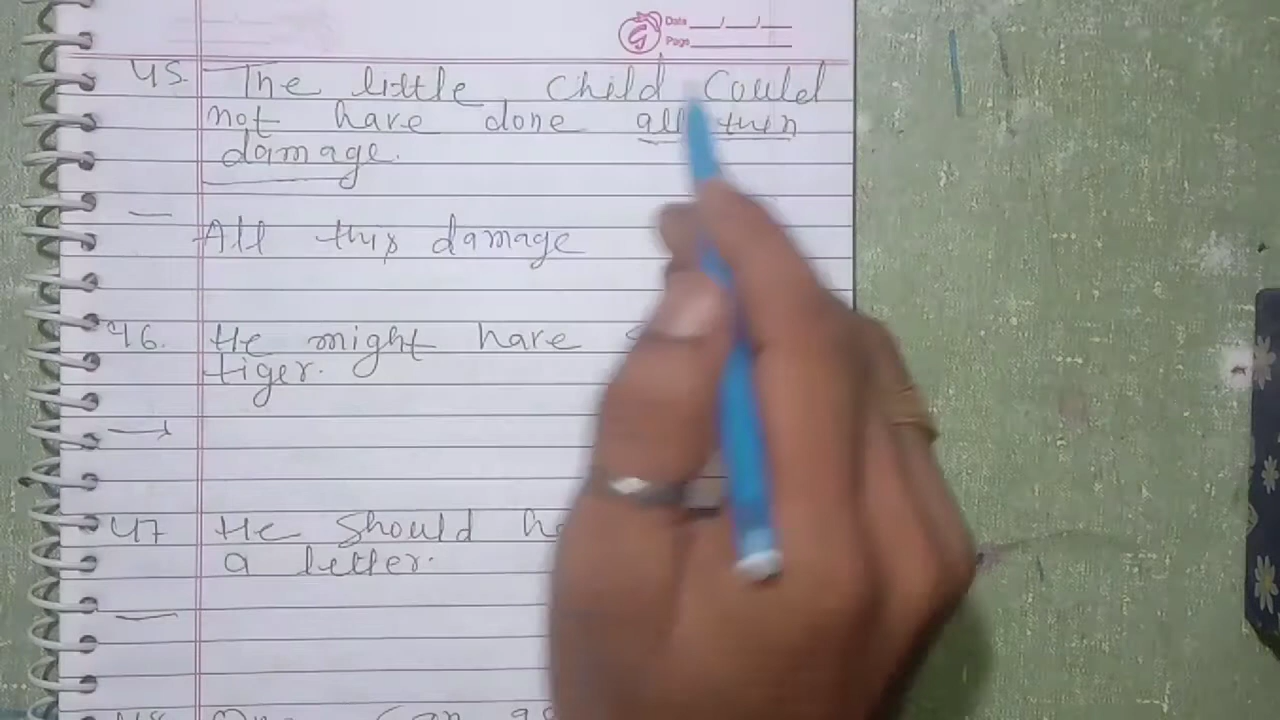 Date
Page
45. The little child could
not have done all this
damage.
All this damage
46. He might have
tiger.
47 He should
a letter.